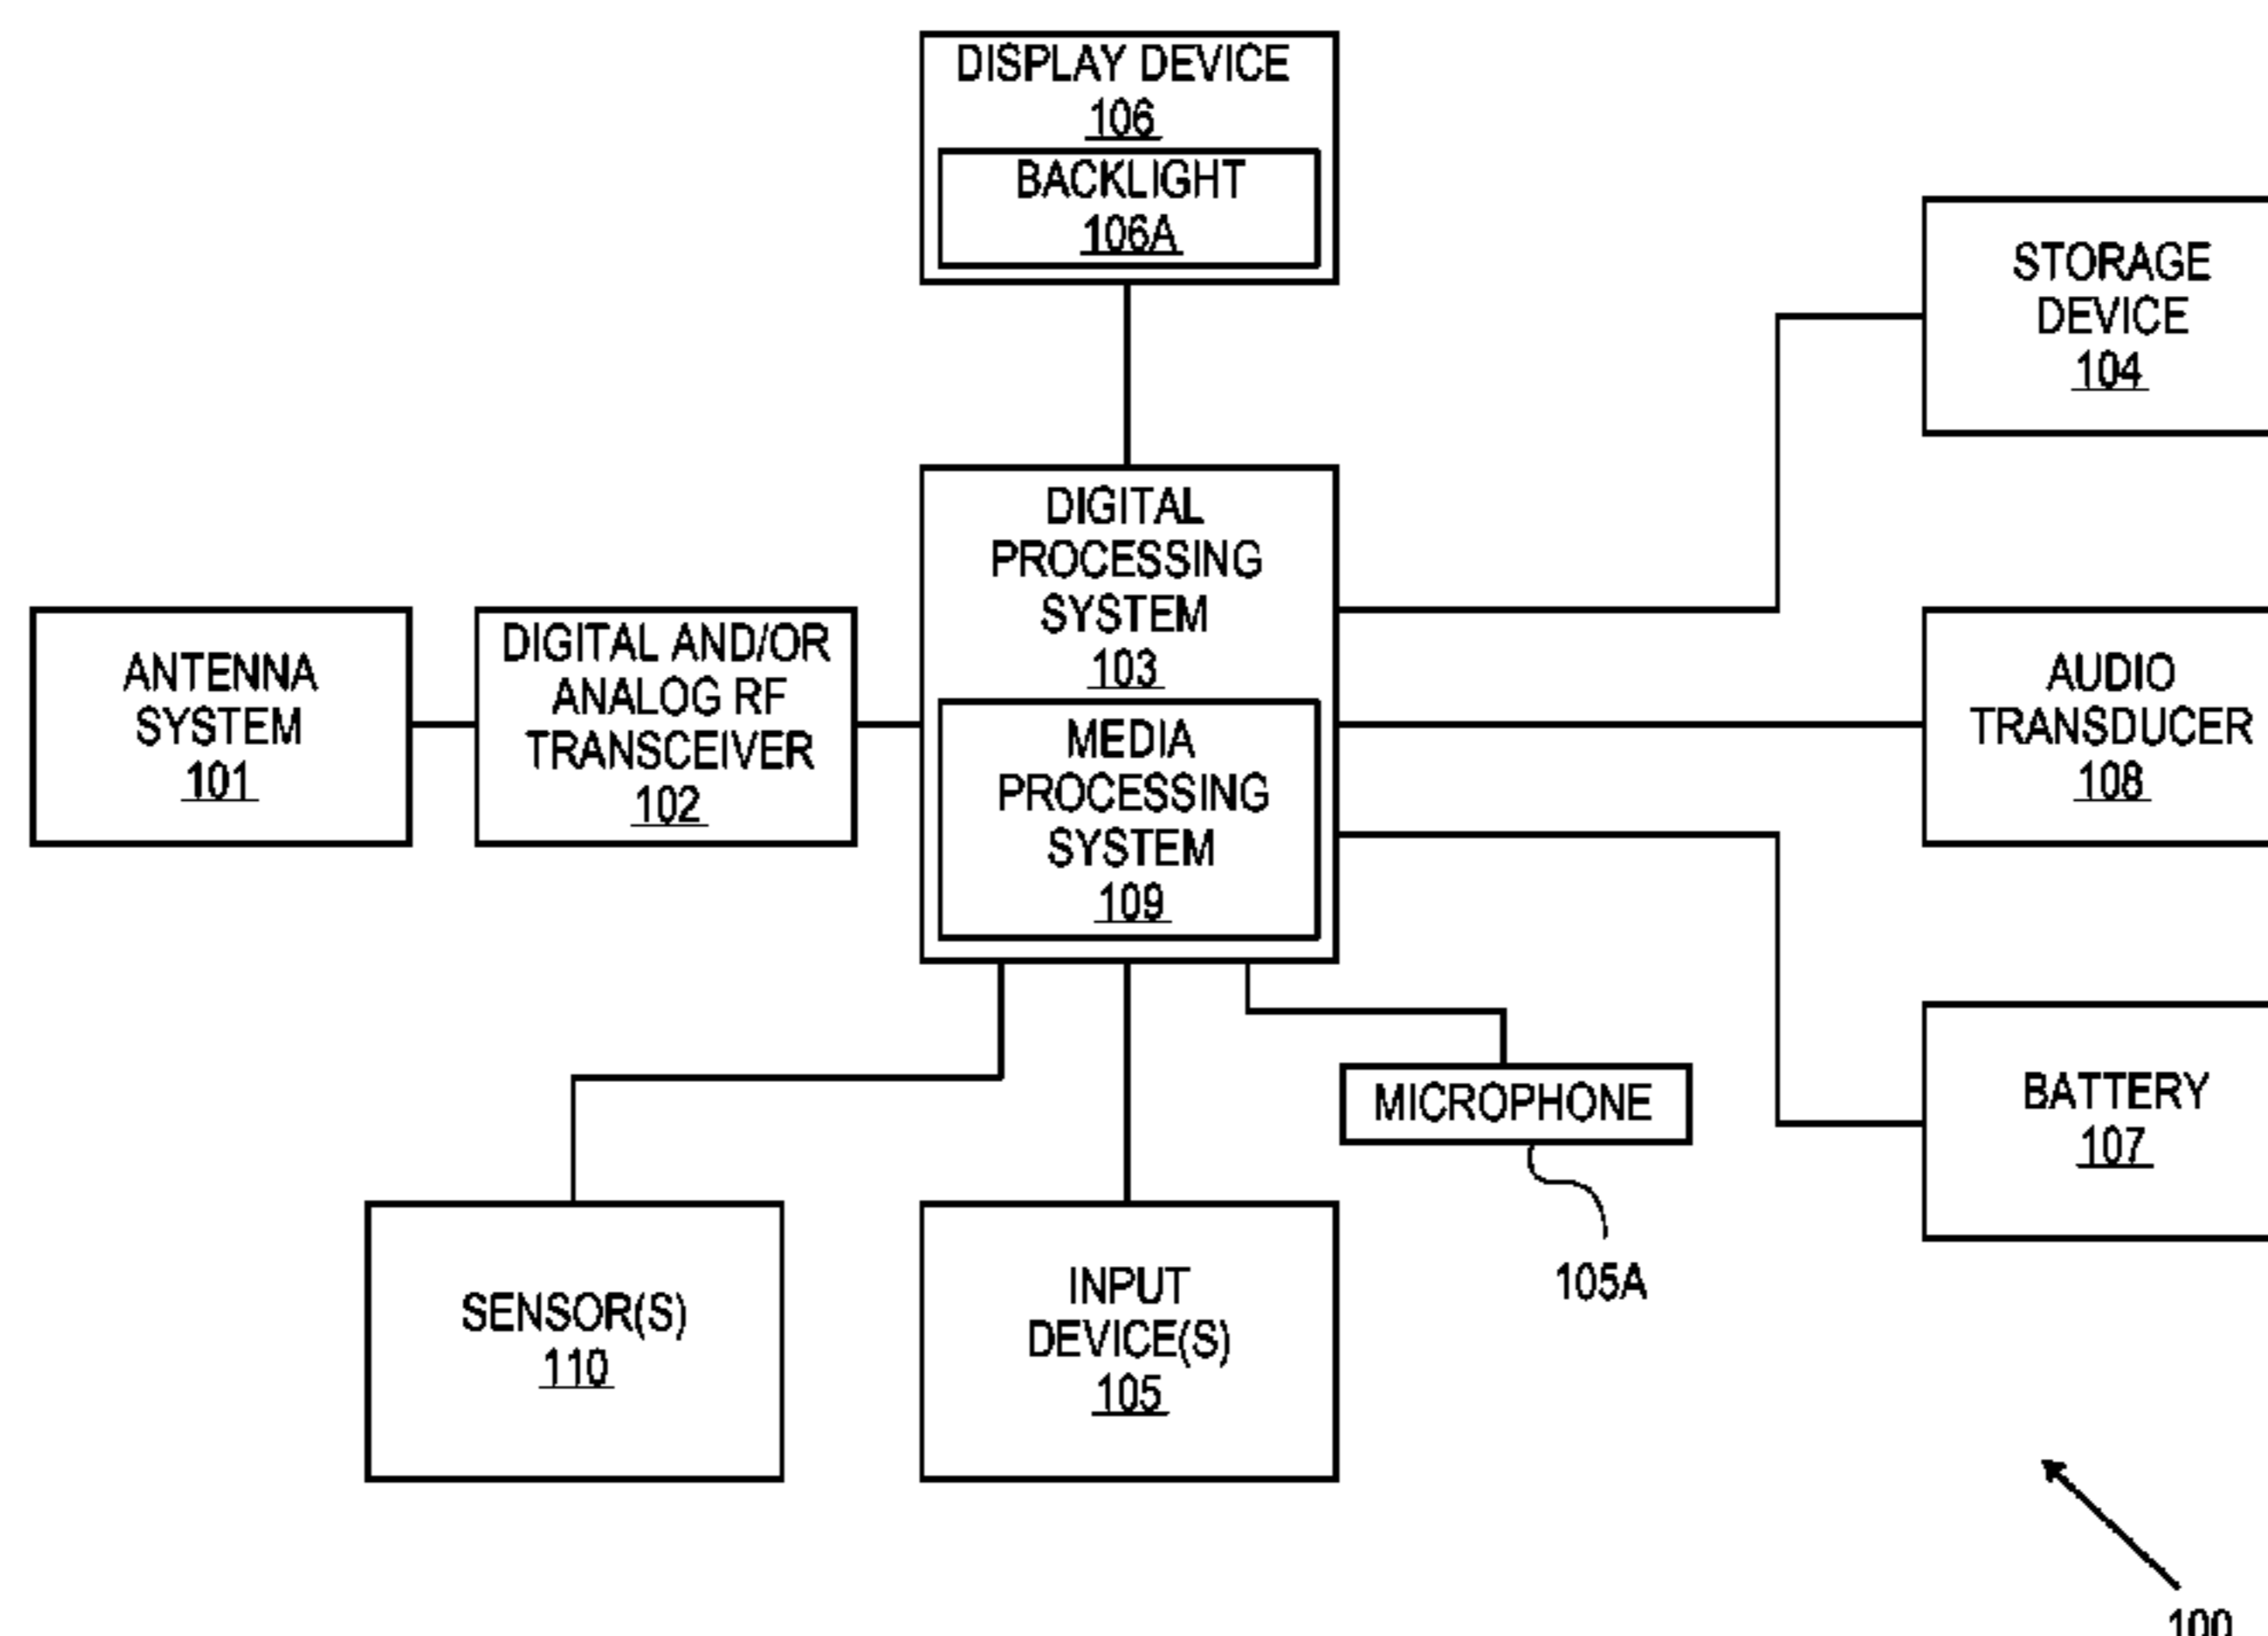 DISPLAY DEVICE
106
BACKLIGHT
106A
STORAGE
DEVICE
104
DIGITAL
PROCESSING
SYSTEM
103
ANTENNA
SYSTEM
101
DIGITAL AND/OR
ANALOG RF
TRANSCEIVER
102
MEDIA
PROCESSING
SYSTEM
109
AUDIO
TRANSDUCER
108
MICROPHONE
105A
BATTERY
107
SENSOR(S)
110
INPUT
DEVICE(S)
105
100